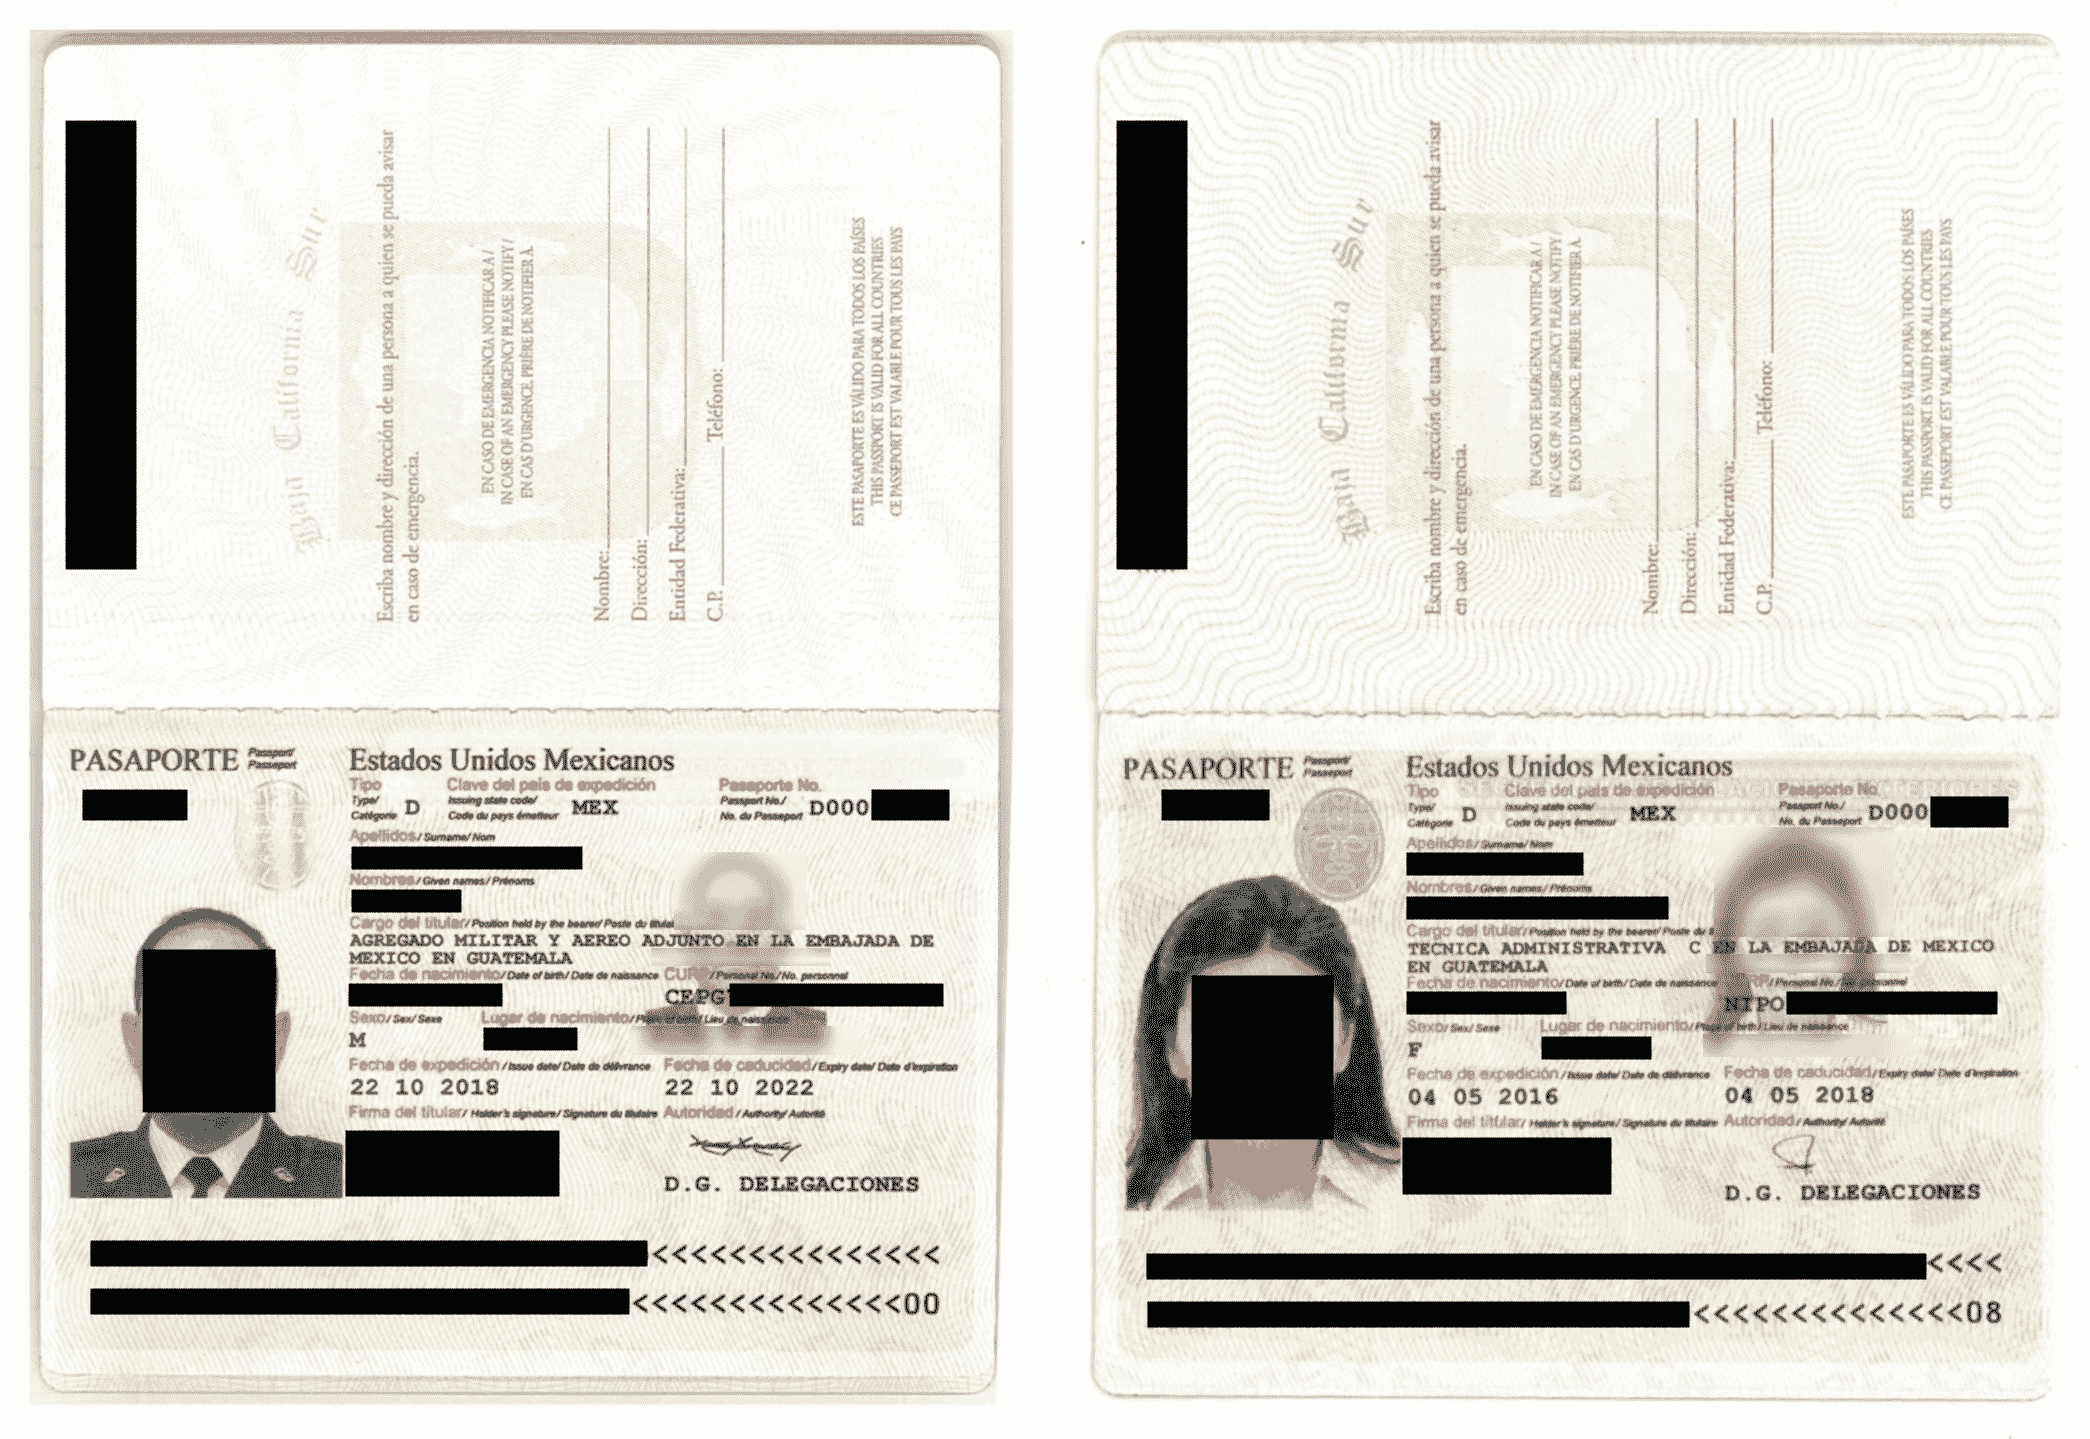 Baja California Sur
Escriba nombre y dirección de una persona a quien se pueda avisar
en caso de emergencia.
EN CASO DE EMERGENCIA NOTIFICAR A /
IN CASE OF AN EMERGENCY PLEASE NOTIFY /
EN CAS D'URGENCE, PRIÈRE DE NOTIFIER À.
Nombre:
Dirección:
Entidad Federativa:
C.P. Teléfono:
ESTE PASAPORTE ES VÁLIDO PARA TODOS LOS PAÍSES
THIS PASSPORT IS VALID FOR ALL COUNTRIES
CE PASSEPORT EST VALABLE POUR TOUS LES PAYS
PASAPORTE Passport/ Passeport
Estados Unidos Mexicanos
Tipo Clave del país de expedición Pasaporte No.
Type/ Catégorie D Issuing state code/ Code du pays émetteur MEX Passport No./ No. du Passeport D000
Apellidos/ Surname/ Nom
Nombres/ Given names/ Prénoms
Cargo del titular/ Position held by the bearer/ Poste du titulai
AGREGADO MILITAR Y AEREO ADJUNTO EN LA EMBAJADA DE
MEXICO EN GUATEMALA
Fecha de nacimiento/ Date of birth/ Date de naissance CURP/Personal No./No. personnel
CEPG
Sexo/ Sex/ Sexe Lugar de nacimiento/ Place of birth/ Lieu de naissance
M
Fecha de expedición / Issue date/ Date de délivrance Fecha de caducidad / Expiry date/ Date d'expiration
22 10 2018 22 10 2022
Firma del titular/ Holder's signature/ Signature du titulaire Autoridad / Authority/ Autorité
D.G. DELEGACIONES
<<<<<<<<<<<<<<<
<<<<<<<<<<<<<<00
Baja California Sur
Escriba nombre y dirección de una persona a quien se pueda avisar
en caso de emergencia.
EN CASO DE EMERGENCIA NOTIFICAR A /
IN CASE OF AN EMERGENCY PLEASE NOTIFY /
EN CAS D'URGENCE, PRIÈRE DE NOTIFIER À.
Nombre:
Dirección:
Entidad Federativa:
C.P. Teléfono:
ESTE PASAPORTE ES VÁLIDO PARA TODOS LOS PAÍSES
THIS PASSPORT IS VALID FOR ALL COUNTRIES
CE PASSEPORT EST VALABLE POUR TOUS LES PAYS
PASAPORTE Passport/ Passeport
Estados Unidos Mexicanos
Tipo Clave del país de expedición Pasaporte No.
Type/ Catégorie D Issuing state code/ Code du pays émetteur MEX Passport No./ No. du Passeport D000
Apellidos/ Surname/ Nom
Nombres/ Given names/ Prénoms
Cargo del titular/ Position held by the bearer/ Poste du ti
TECNICA ADMINISTRATIVA C EN LA EMBAJADA DE MEXICO
EN GUATEMALA
Fecha de nacimiento/ Date of birth/ Date de naissance /Personal No./ No. personnel
NIPO
Sexo/ Sex/ Sexe Lugar de nacimiento/ Place of birth/ Lieu de naissance
F
Fecha de expedición / Issue date/ Date de délivrance Fecha de caducidad / Expiry date/ Date d'expiration
04 05 2016 04 05 2018
Firma del titular/ Holder's signature/ Signature du titulaire Autoridad / Authority/ Autorité
D.G. DELEGACIONES
<<<<
<<<<<<<<<<<<<<08